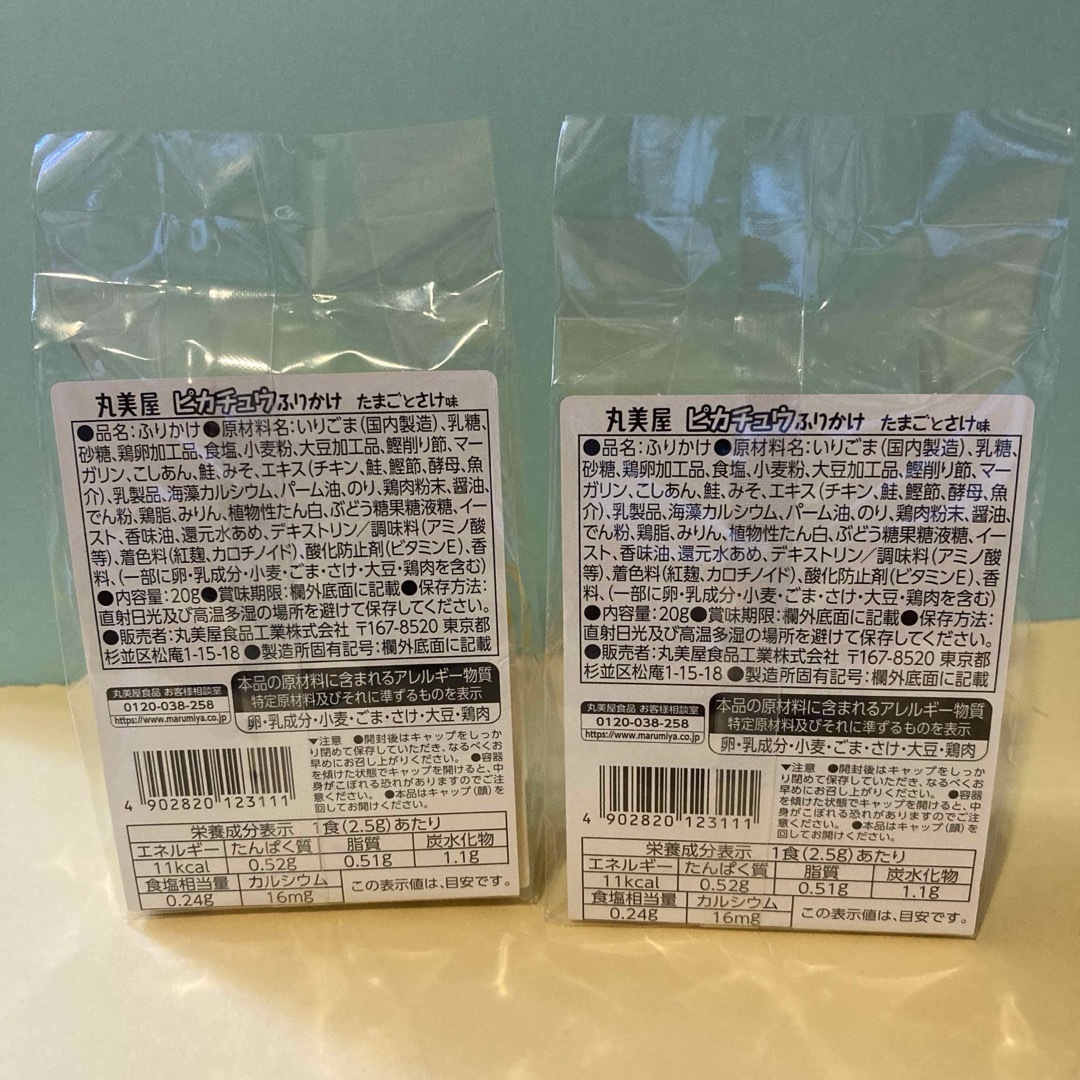 丸美屋 ピカチュウふりかけ たまごとさけ味
●品名:ふりかけ●原材料名:いりごま(国内製造)、乳糖、
砂糖、鶏卵加工品、食塩、小麦粉、大豆加工品、鰹削り節、マー
ガリン、こしあん、鮭、みそ、エキス(チキン、鮭、鰹節、酵母、魚
介)、乳製品、海藻カルシウム、パーム油、のり、鶏肉粉末、醤油、
でん粉、鶏脂、みりん、植物性たん白、ぶどう糖果糖液糖、イー
スト、香味油、還元水あめ、デキストリン/調味料(アミノ酸
等)、着色料(紅麹、カロチノイド)、酸化防止剤(ビタミンE)、香
料、(一部に卵・乳成分・小麦・ごま・さけ・大豆・鶏肉を含む)
●内容量:20g●賞味期限:欄外底面に記載●保存方法:
直射日光及び高温多湿の場所を避けて保存してください。
●販売者:丸美屋食品工業株式会社 〒167-8520 東京都
杉並区松庵1-15-18 ●製造所固有記号:欄外底面に記載
丸美屋食品 お客様相談室
0120-038-258
https://www.marumiya.co.jp
本品の原材料に含まれるアレルギー物質
特定原材料及びそれに準ずるものを表示
卵・乳成分・小麦・ごま・さけ・大豆・鶏肉
▼注意 ●開封後はキャップをしっか
り閉めて保存していただき、なるべくお
早めにお召し上がりください。 ●容器
を傾けた状態でキャップを開けると、中
身がこぼれる恐れがありますのでご注
意ください。 ●本品はキャップ(顔)を
回してお開けください。
4 902820 123111
栄養成分表示 1食(2.5g)あたり
エネルギー たんぱく質 脂質 炭水化物
11kcal 0.52g 0.51g 1.1g
食塩相当量 カルシウム この表示値は、目安です。
0.24g 16mg
丸美屋 ピカチュウふりかけ たまごとさけ味
●品名:ふりかけ●原材料名:いりごま(国内製造)、乳糖、
砂糖、鶏卵加工品、食塩、小麦粉、大豆加工品、鰹削り節、マー
ガリン、こしあん、鮭、みそ、エキス(チキン、鮭、鰹節、酵母、魚
介)、乳製品、海藻カルシウム、パーム油、のり、鶏肉粉末、醤油、
でん粉、鶏脂、みりん、植物性たん白、ぶどう糖果糖液糖、イー
スト、香味油、還元水あめ、デキストリン/調味料(アミノ酸
等)、着色料(紅麹、カロチノイド)、酸化防止剤(ビタミンE)、香
料、(一部に卵・乳成分・小麦・ごま・さけ・大豆・鶏肉を含む)
●内容量:20g●賞味期限:欄外底面に記載●保存方法:
直射日光及び高温多湿の場所を避けて保存してください。
●販売者:丸美屋食品工業株式会社 〒167-8520 東京都
杉並区松庵1-15-18 ●製造所固有記号:欄外底面に記載
丸美屋食品 お客様相談室
0120-038-258
https://www.marumiya.co.jp
本品の原材料に含まれるアレルギー物質
特定原材料及びそれに準ずるものを表示
卵・乳成分・小麦・ごま・さけ・大豆・鶏肉
▼注意 ●開封後はキャップをしっか
り閉めて保存していただき、なるべくお
早めにお召し上がりください。 ●容器
を傾けた状態でキャップを開けると、中
身がこぼれる恐れがありますのでご注
意ください。 ●本品はキャップ(顔)を
回してお開けください。
4 902820 123111
栄養成分表示 1食(2.5g)あたり
エネルギー たんぱく質 脂質 炭水化物
11kcal 0.52g 0.51g 1.1g
食塩相当量 カルシウム この表示値は、目安です。
0.24g 16mg